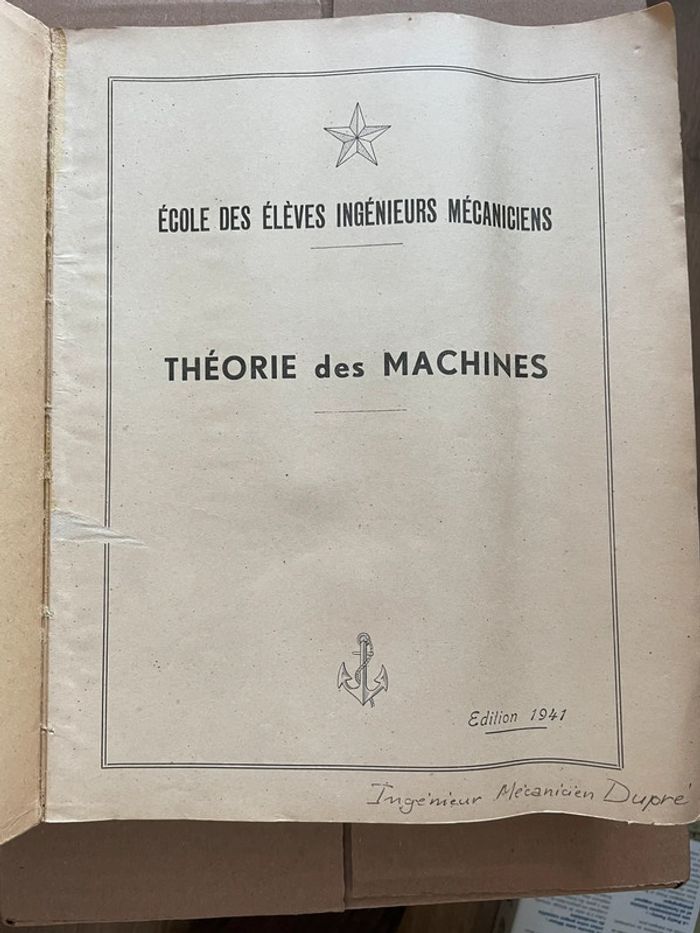 ÉCOLE DES ÉLÈVES INGÉNIEURS MÉCANICIENS
THÉORIE des MACHINES
Edition 1941
Ingénieur Mécanicien Dupré